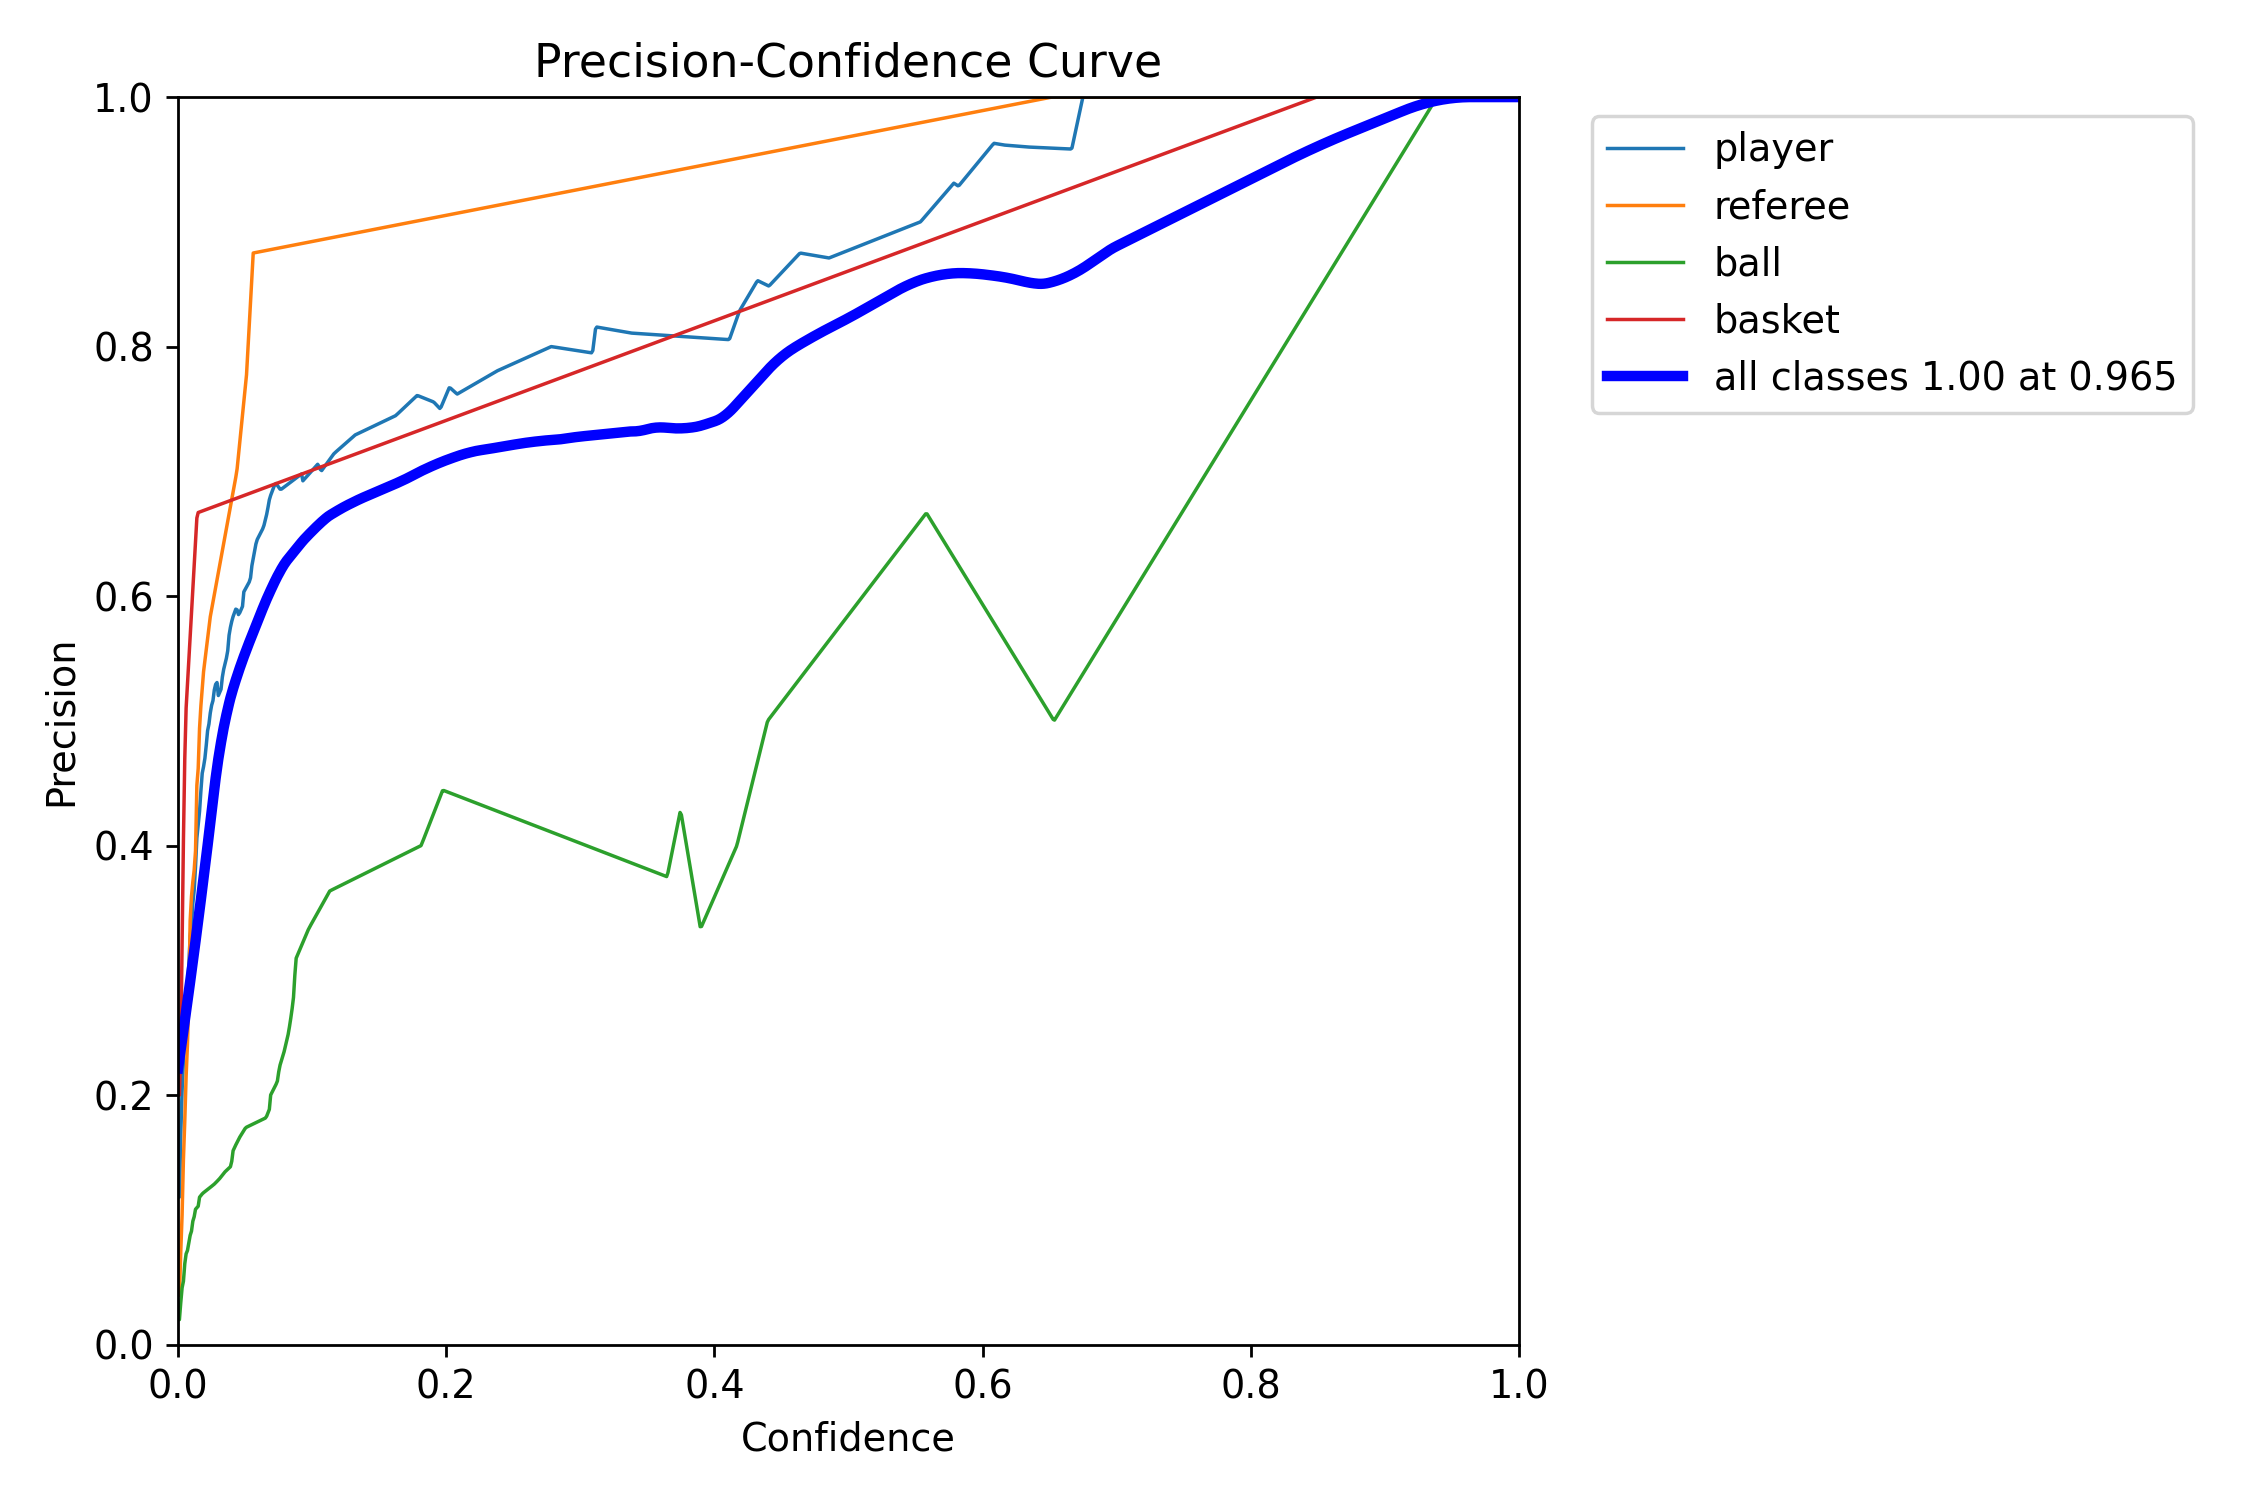 Precision-Confidence Curve
1.0
0.8
0.6
0.4
0.2
0.0
Precision
0.0 0.2 0.4 0.6 0.8 1.0
Confidence
player
referee
ball
basket
all classes 1.00 at 0.965